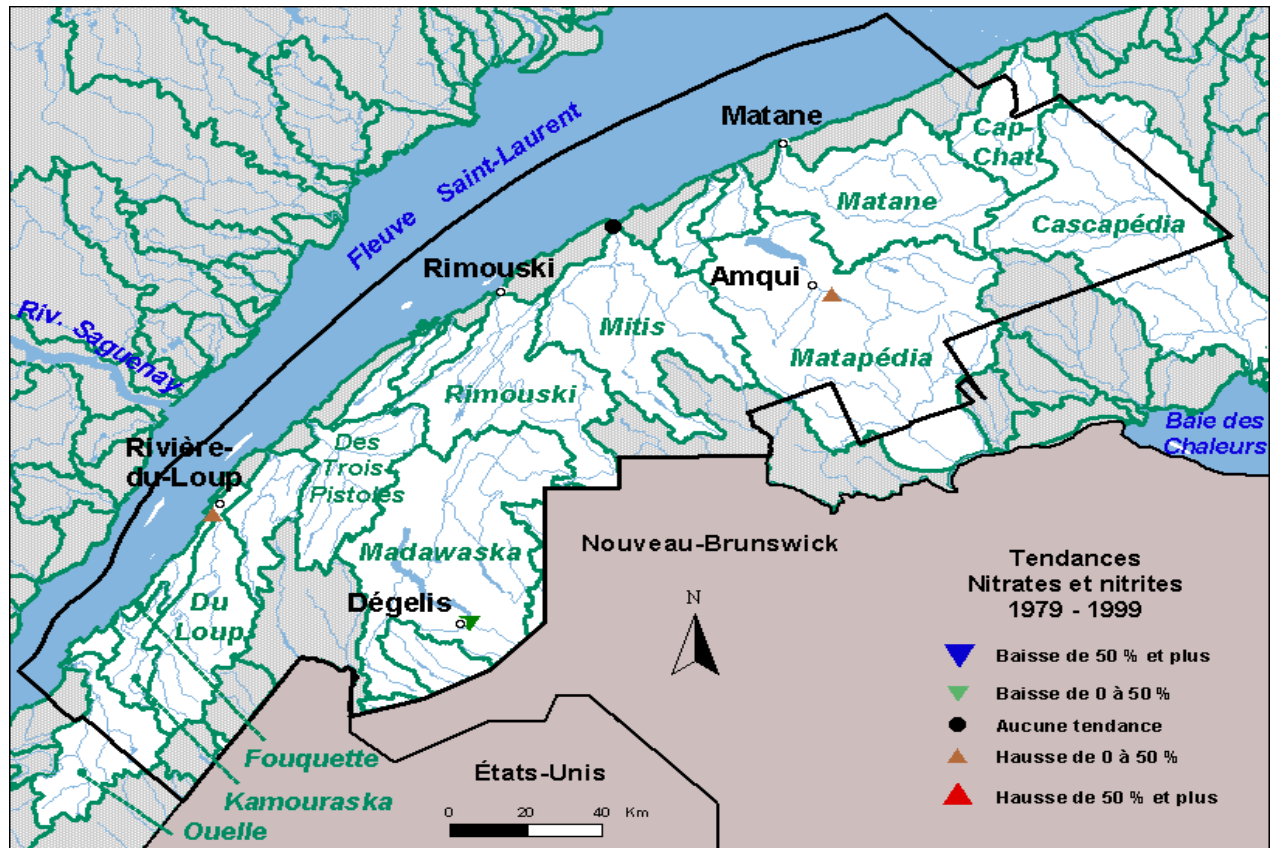 Matane
Cap-
Chat
Fleuve Saint-Laurent
Matane
Cascapédia
Rimouski
Amqui
Riv. Saguenay
Mitis
Matapédia
Rimouski
Baie des
Chaleurs
Rivière-
du-Loup
Des
Trois
Pistoles
Madawaska
Nouveau-Brunswick
Dégelis
Du
Loup
N
Tendances
Nitrates et nitrites
1979 - 1999
Baisse de 50 % et plus
Baisse de 0 à 50 %
Aucune tendance
Hausse de 0 à 50 %
Hausse de 50 % et plus
Fouquette
Kamouraska
Ouelle
États-Unis
0 20 40 Km